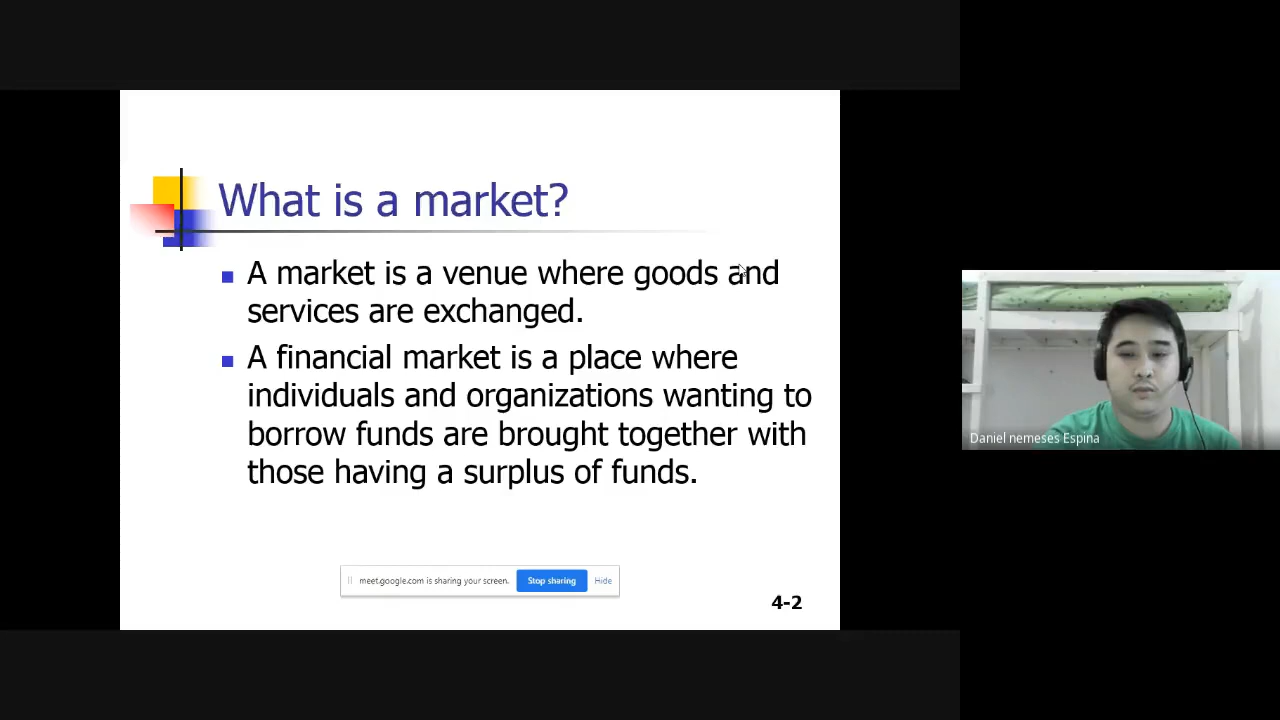 What is a market?
A market is a venue where goods and
services are exchanged.
A financial market is a place where
individuals and organizations wanting to
borrow funds are brought together with
those having a surplus of funds.
meet.google.com is sharing your screen. Stop sharing Hide
4-2
Daniel nemeses Espina